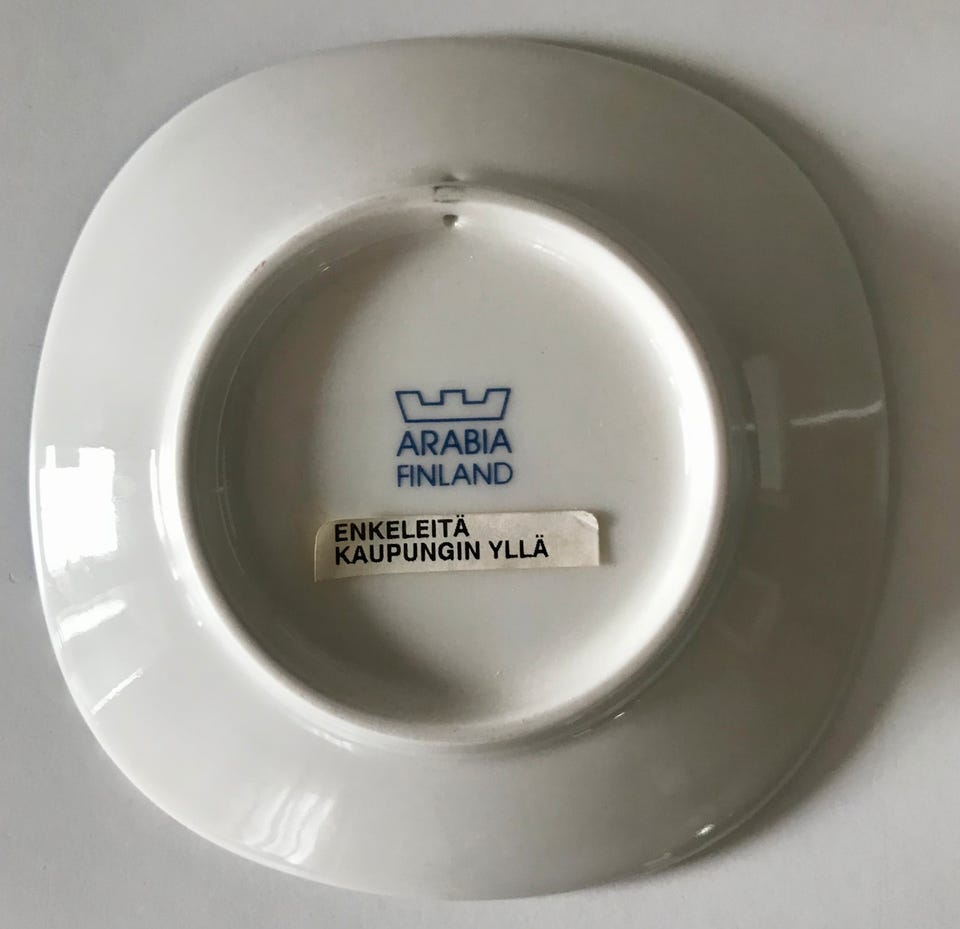 ARABIA
FINLAND
ENKELEITÄ
KAUPUNGIN YLLÄ